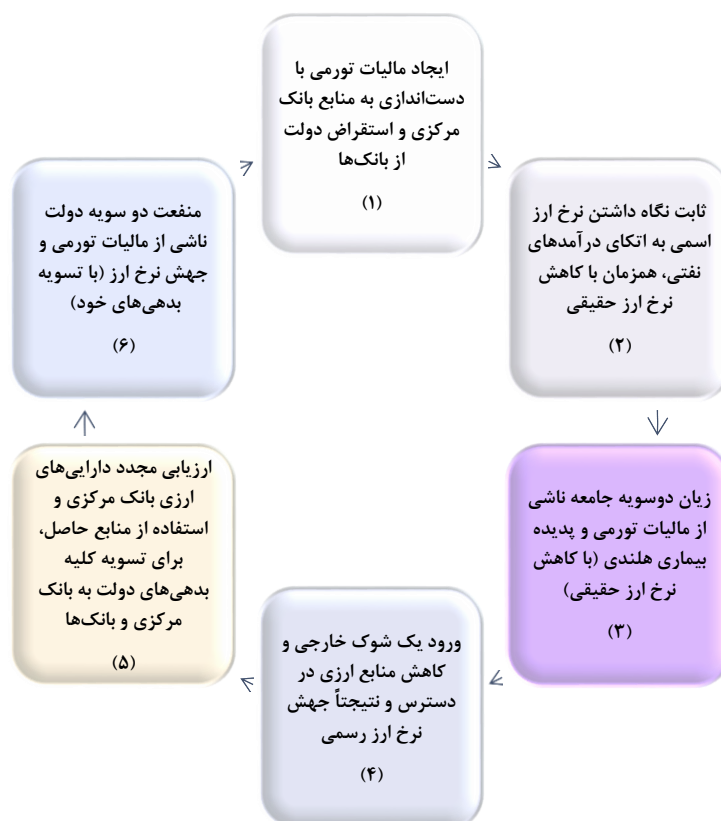 ایجاد مالیات تورمی با
دست‌اندازی به منابع بانک
مرکزی و استقراض دولت
از بانک‌ها
(۱)
ثابت نگاه داشتن نرخ ارز
اسمی به اتکای درآمدهای
نفتی، همزمان با کاهش
نرخ ارز حقیقی
(۲)
زیان دوسویه جامعه ناشی
از مالیات تورمی و پدیده
بیماری هلندی (با کاهش
نرخ ارز حقیقی)
(۳)
ورود یک شوک خارجی و
کاهش منابع ارزی در
دسترس و نتیجتاً جهش
نرخ ارز رسمی
(۴)
ارزیابی مجدد دارایی‌های
ارزی بانک مرکزی و
استفاده از منابع حاصل،
برای تسویه کلیه
بدهی‌های دولت به بانک
مرکزی و بانک‌ها
(۵)
منفعت دو سویه دولت
ناشی از مالیات تورمی و
جهش نرخ ارز (با تسویه
بدهی‌های خود)
(۶)